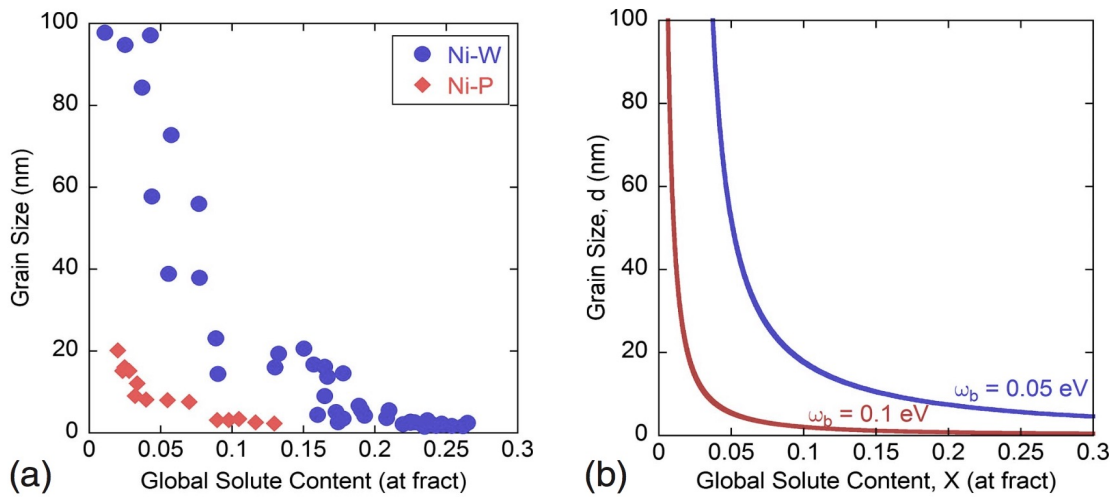 100
80
60
40
20
0
Grain Size (nm)
Ni-W
Ni-P
0 0.05 0.1 0.15 0.2 0.25 0.3
Global Solute Content (at fract)
(a)
100
80
60
40
20
0
Grain Size, d (nm)
ωb = 0.05 eV
ωb = 0.1 eV
0 0.05 0.1 0.15 0.2 0.25 0.3
Global Solute Content, X (at fract)
(b)